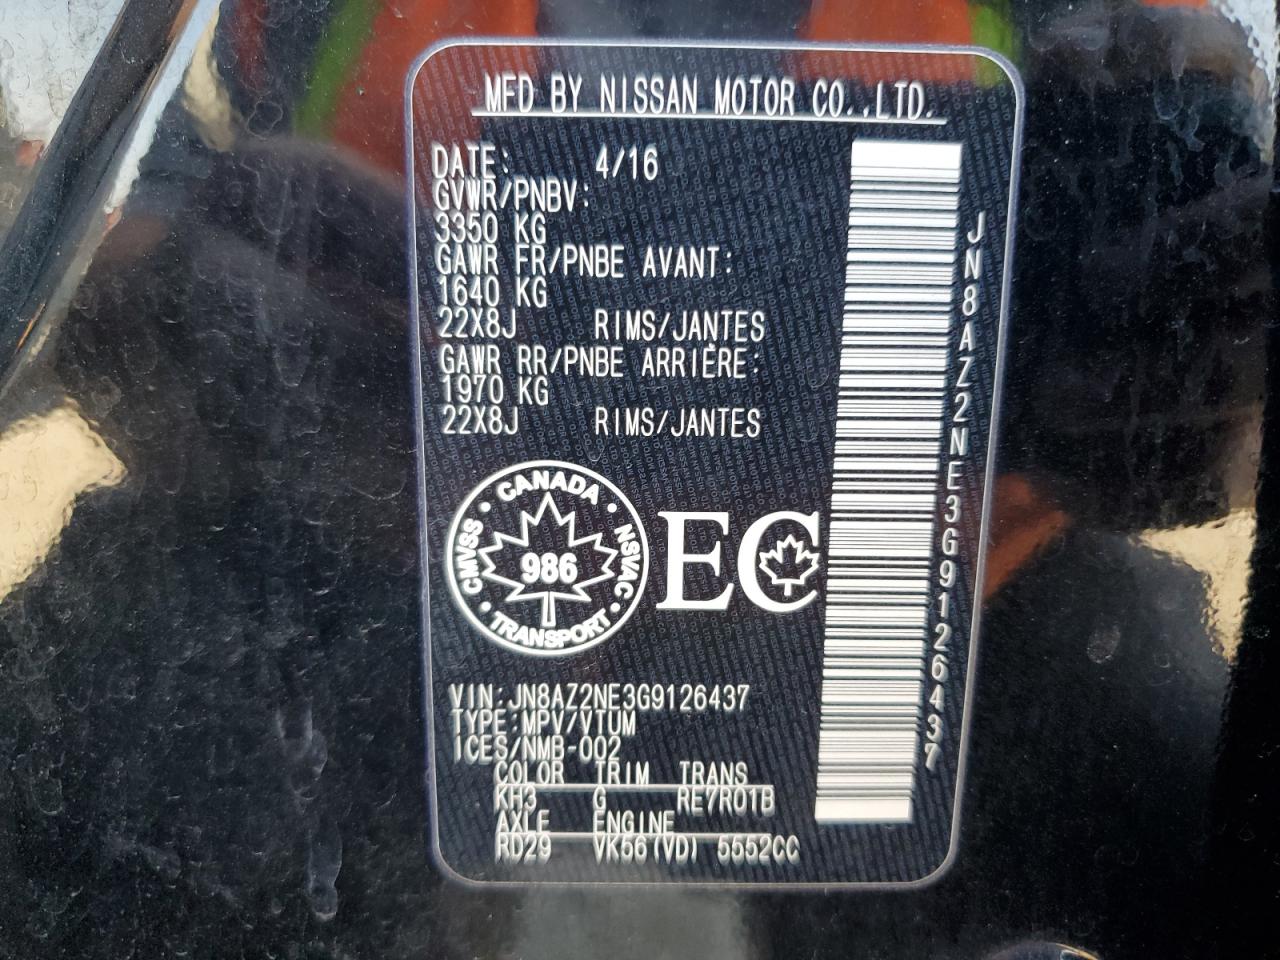 MFD BY NISSAN MOTOR CO.,LTD.
DATE: 4/16
GVWR/PNBV:
3350 KG
GAWR FR/PNBE AVANT:
1640 KG
22X8J RIMS/JANTES
GAWR RR/PNBE ARRIÈRE:
1970 KG
22X8J RIMS/JANTES
CANADA
CMVSS
NSVAC
986
TRANSPORT
EC
VIN:JN8AZ2NE3G9126437
TYPE:MPV/VTUM
ICES/NMB-002
COLOR TRIM TRANS
KH3 G RE7R01B
AXLE ENGINE
RD29 VK56(VD) 5552CC
JN8AZ2NE3G9126437